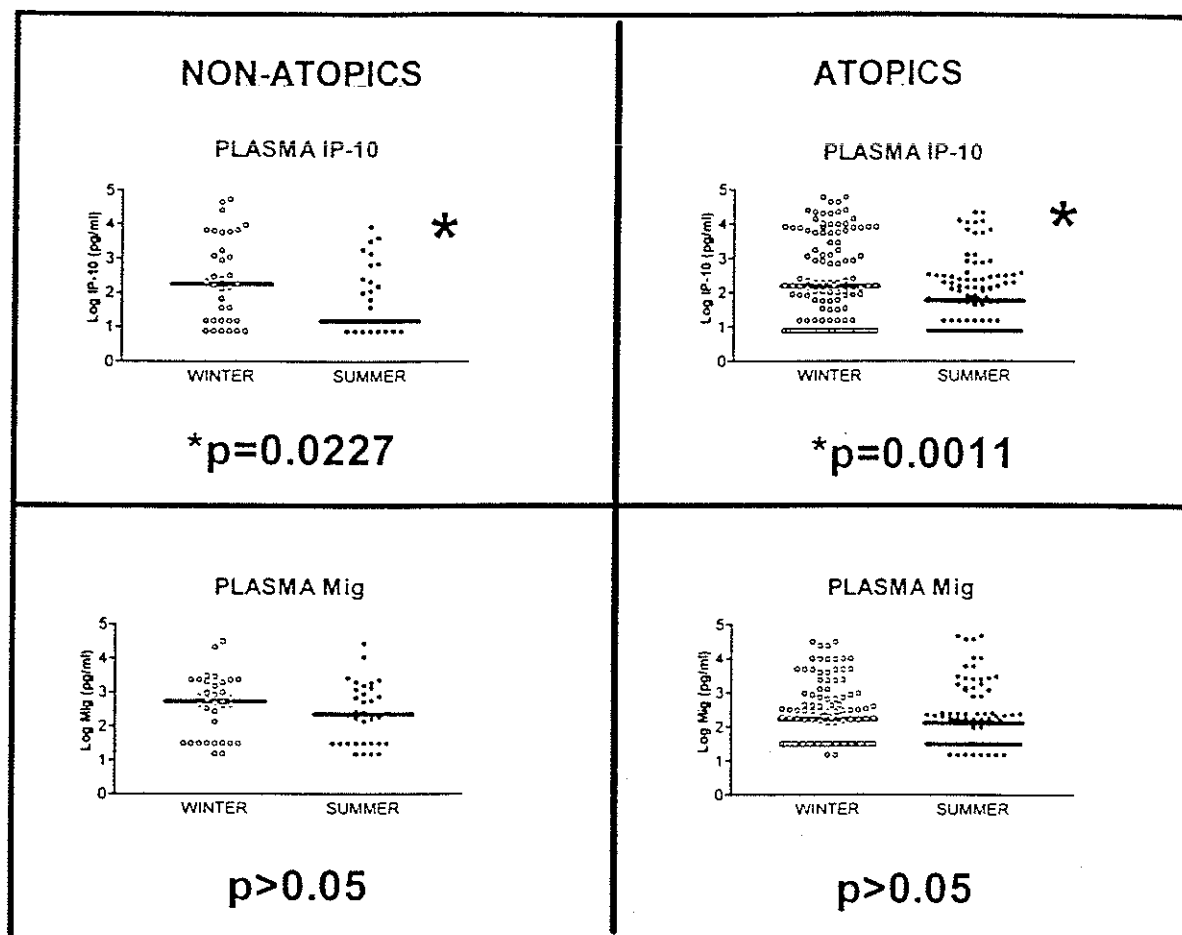 NON-ATOPICS
PLASMA IP-10
Log IP-10 (pg/ml)
5
4
3
2
1
0
*
WINTER
SUMMER
*p=0.0227
ATOPICS
PLASMA IP-10
Log IP-10 (pg/ml)
5
4
3
2
1
0
*
WINTER
SUMMER
*p=0.0011
PLASMA Mig
Log Mig (pg/ml)
5
4
3
2
1
0
WINTER
SUMMER
p>0.05
PLASMA Mig
Log Mig (pg/ml)
5
4
3
2
1
0
WINTER
SUMMER
p>0.05